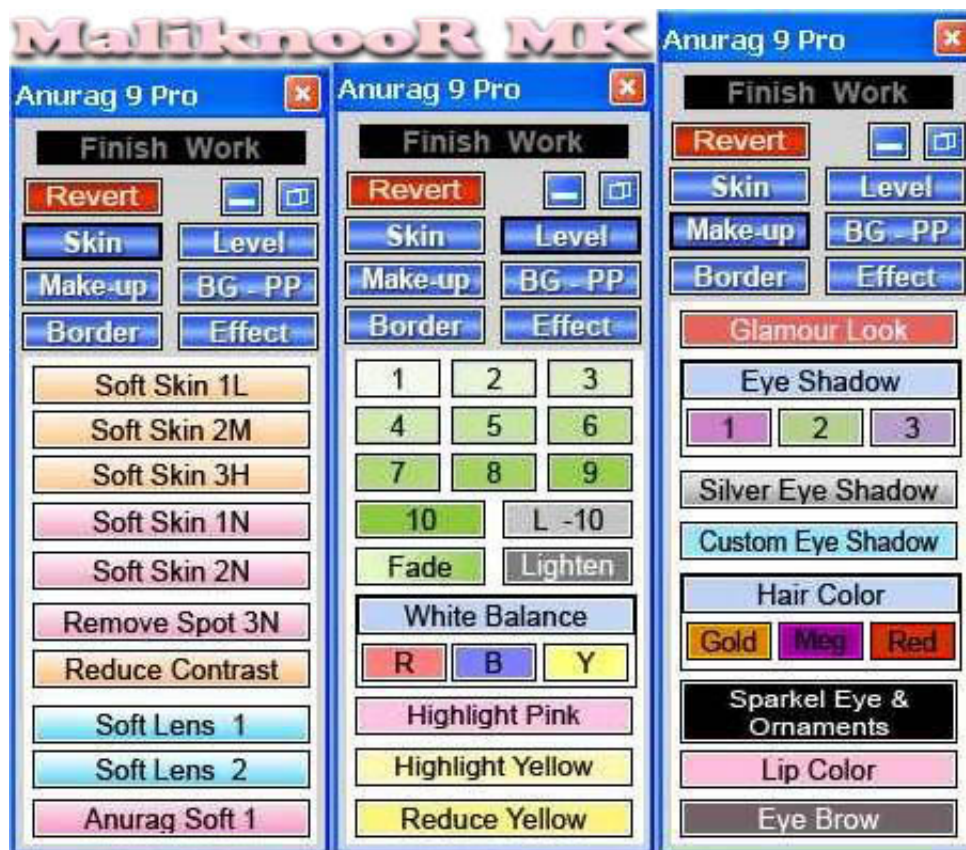 MaliknooR MK
Anurag 9 Pro
Finish Work
Revert
Skin Level
Make-up BG - PP
Border Effect
Soft Skin 1L
Soft Skin 2M
Soft Skin 3H
Soft Skin 1N
Soft Skin 2N
Remove Spot 3N
Reduce Contrast
Soft Lens 1
Soft Lens 2
Anurag Soft 1
Anurag 9 Pro
Finish Work
Revert
Skin Level
Make-up BG - PP
Border Effect
1 2 3
4 5 6
7 8 9
10 L -10
Fade Lighten
White Balance
R B Y
Highlight Pink
Highlight Yellow
Reduce Yellow
Anurag 9 Pro
Finish Work
Revert
Skin Level
Make-up BG - PP
Border Effect
Glamour Look
Eye Shadow
1 2 3
Silver Eye Shadow
Custom Eye Shadow
Hair Color
Gold Meg Red
Sparkel Eye &
Ornaments
Lip Color
Eye Brow